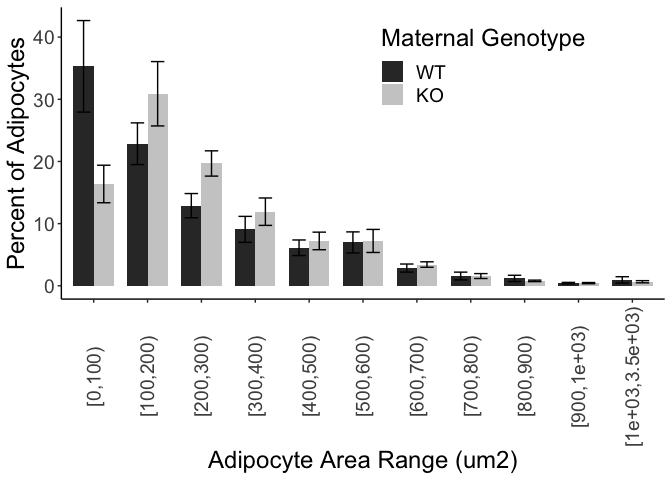 Percent of Adipocytes
40
30
20
10
0
Maternal Genotype
WT
KO
[0,100)
[100,200)
[200,300)
[300,400)
[400,500)
[500,600)
[600,700)
[700,800)
[800,900)
[900,1e+03)
[1e+03,3.5e+03)
Adipocyte Area Range (um2)